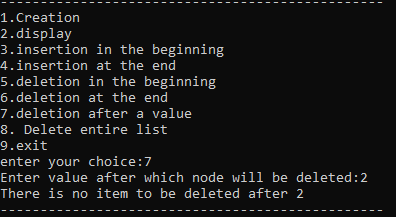 ------------------------------------------------
1.Creation
2.display
3.insertion in the beginning
4.insertion at the end
5.deletion in the beginning
6.deletion at the end
7.deletion after a value
8. Delete entire list
9.exit
enter your choice:7
Enter value after which node will be deleted:2
There is no item to be deleted after 2
------------------------------------------------